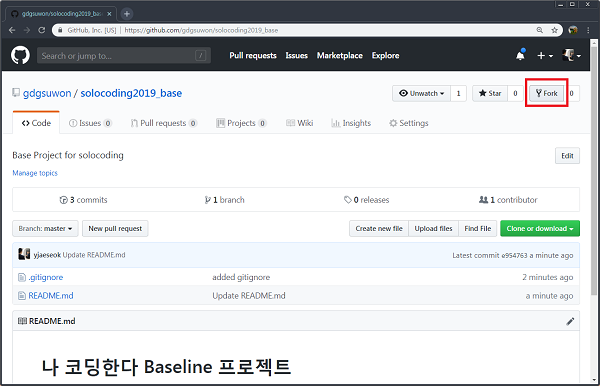 gdgsuwon/solocoding2019_base
GitHub, Inc. [US] | https://github.com/gdgsuwon/solocoding2019_base
Search or jump to... / Pull requests Issues Marketplace Explore
gdgsuwon / solocoding2019_base Unwatch 1 Star 0 Fork 0
Code Issues 0 Pull requests 0 Projects 0 Wiki Insights Settings
Base Project for solocoding Edit
Manage topics
3 commits 1 branch 0 releases 1 contributor
Branch: master New pull request Create new file Upload files Find File Clone or download
yjaeseok Update README.md Latest commit e954763 a minute ago
.gitignore added gitignore 2 minutes ago
README.md Update README.md a minute ago
README.md
나 코딩한다 Baseline 프로젝트